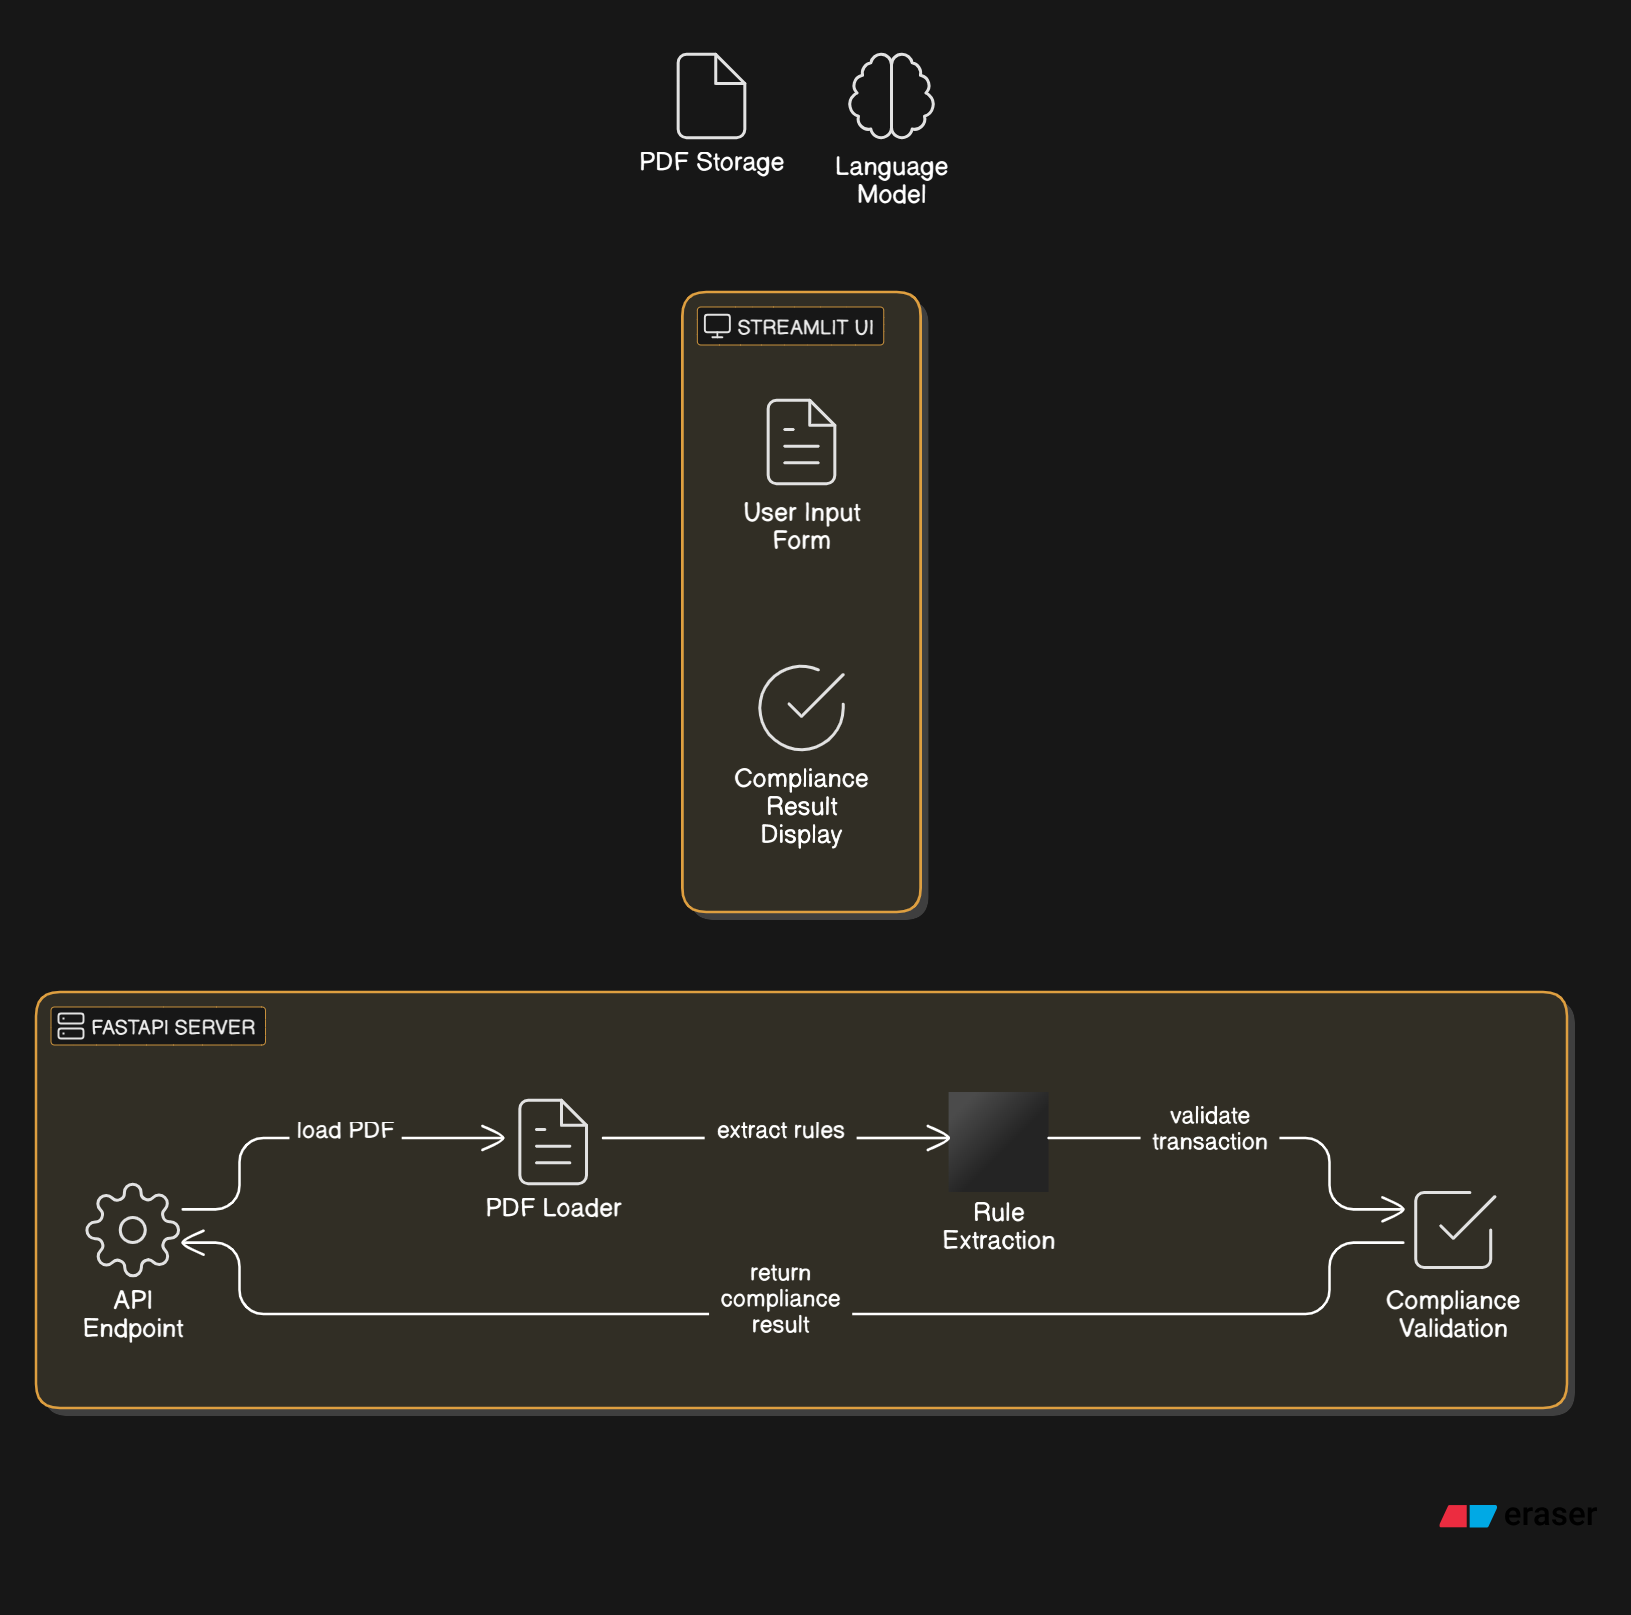 PDF Storage
Language
Model
STREAMLIT UI
User Input
Form
Compliance
Result
Display
FASTAPI SERVER
load PDF
extract rules
validate
transaction
PDF Loader
Rule
Extraction
return
compliance
result
API
Endpoint
Compliance
Validation
eraser